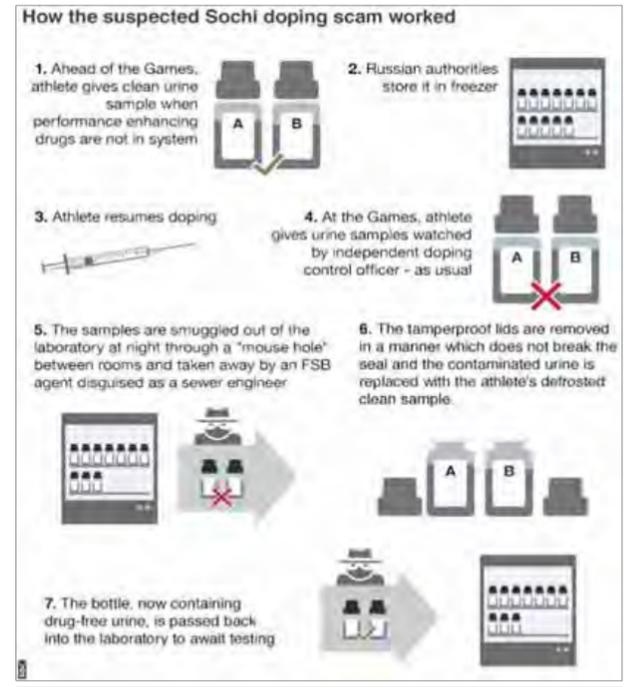 How the suspected Sochi doping scam worked
1. Ahead of the Games,
athlete gives clean urine
sample when
performance enhancing
drugs are not in system
A B
2. Russian authorities
store it in freezer
3. Athlete resumes doping
4. At the Games, athlete
gives urine samples watched
by independent doping
control officer - as usual
A B
5. The samples are smuggled out of the
laboratory at night through a "mouse hole"
between rooms and taken away by an FSB
agent disguised as a sewer engineer
6. The tamperproof lids are removed
in a manner which does not break the
seal and the contaminated urine is
replaced with the athlete's defrosted
clean sample.
A B
7. The bottle, now containing
drug-free urine, is passed back
into the laboratory to await testing